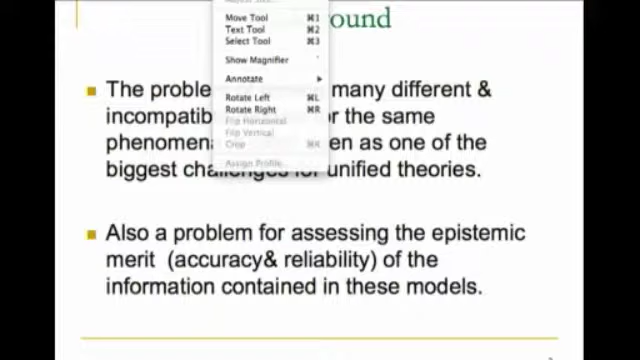 ound
Move Tool ⌘1
Text Tool ⌘2
Select Tool ⌘3
Show Magnifier `
Annotate ▸
Rotate Left ⌘L
Rotate Right ⌘R
Flip Horizontal
Flip Vertical
Crop ⌘K
Assign Profile...
The proble many different &
incompatib or the same
phenomena en as one of the
biggest challenges for unified theories.
Also a problem for assessing the epistemic
merit (accuracy& reliability) of the
information contained in these models.